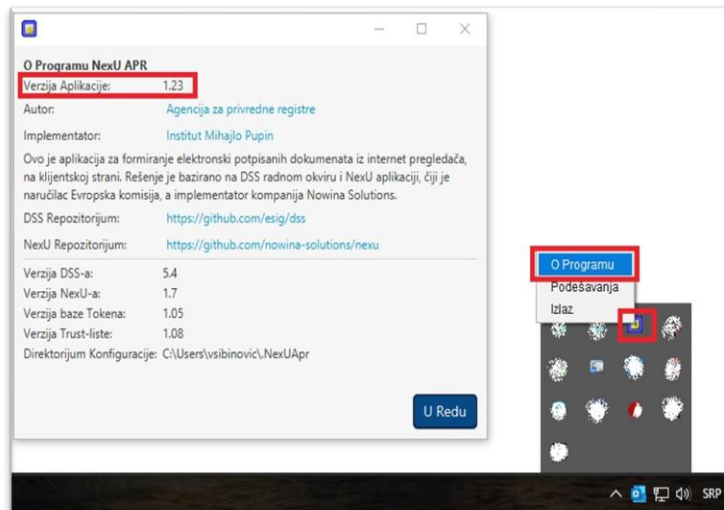 O Programu NexU APR
Verzija Aplikacije: 1.23
Autor: Agencija za privredne registre
Implementator: Institut Mihajlo Pupin
Ovo je aplikacija za formiranje elektronski potpisanih dokumenata iz internet pregledača,
na klijentskoj strani. Rešenje je bazirano na DSS radnom okviru i NexU aplikaciji, čiji je
naručilac Evropska komisija, a implementator kompanija Nowina Solutions.
DSS Repozitorijum: https://github.com/esig/dss
NexU Repozitorijum: https://github.com/nowina-solutions/nexu
Verzija DSS-a: 5.4
Verzija NexU-a: 1.7
Verzija baze Tokena: 1.05
Verzija Trust-liste: 1.08
Direktorijum Konfiguracije: C:\Users\vsibinovic\.NexUApr
U Redu
O Programu
Podešavanja
Izlaz
SRP